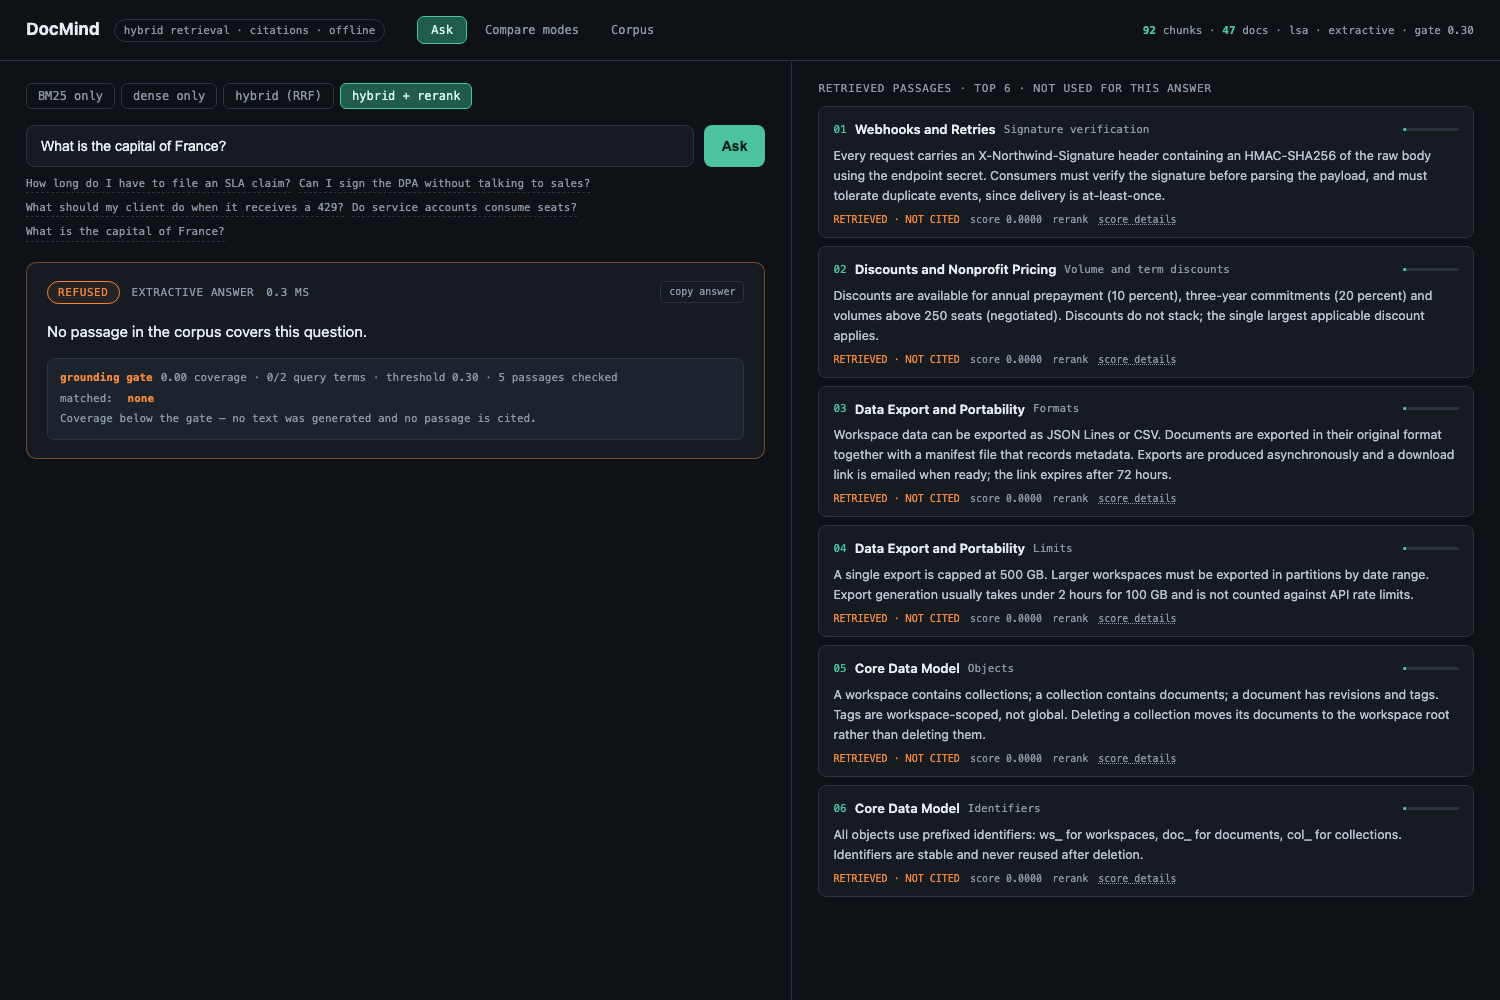 DocMind
hybrid retrieval · citations · offline
Ask
Compare modes
Corpus
92 chunks · 47 docs · lsa · extractive · gate 0.30
BM25 only
dense only
hybrid (RRF)
hybrid + rerank
What is the capital of France?
Ask
How long do I have to file an SLA claim? Can I sign the DPA without talking to sales?
What should my client do when it receives a 429? Do service accounts consume seats?
What is the capital of France?
REFUSED EXTRACTIVE ANSWER 0.3 MS
copy answer
No passage in the corpus covers this question.
grounding gate 0.00 coverage · 0/2 query terms · threshold 0.30 · 5 passages checked
matched: none
Coverage below the gate — no text was generated and no passage is cited.
RETRIEVED PASSAGES · TOP 6 · NOT USED FOR THIS ANSWER
01 Webhooks and Retries Signature verification
Every request carries an X-Northwind-Signature header containing an HMAC-SHA256 of the raw body
using the endpoint secret. Consumers must verify the signature before parsing the payload, and must
tolerate duplicate events, since delivery is at-least-once.
RETRIEVED · NOT CITED score 0.0000 rerank score details
02 Discounts and Nonprofit Pricing Volume and term discounts
Discounts are available for annual prepayment (10 percent), three-year commitments (20 percent) and
volumes above 250 seats (negotiated). Discounts do not stack; the single largest applicable discount
applies.
RETRIEVED · NOT CITED score 0.0000 rerank score details
03 Data Export and Portability Formats
Workspace data can be exported as JSON Lines or CSV. Documents are exported in their original format
together with a manifest file that records metadata. Exports are produced asynchronously and a download
link is emailed when ready; the link expires after 72 hours.
RETRIEVED · NOT CITED score 0.0000 rerank score details
04 Data Export and Portability Limits
A single export is capped at 500 GB. Larger workspaces must be exported in partitions by date range.
Export generation usually takes under 2 hours for 100 GB and is not counted against API rate limits.
RETRIEVED · NOT CITED score 0.0000 rerank score details
05 Core Data Model Objects
A workspace contains collections; a collection contains documents; a document has revisions and tags.
Tags are workspace-scoped, not global. Deleting a collection moves its documents to the workspace root
rather than deleting them.
RETRIEVED · NOT CITED score 0.0000 rerank score details
06 Core Data Model Identifiers
All objects use prefixed identifiers: ws_ for workspaces, doc_ for documents, col_ for collections.
Identifiers are stable and never reused after deletion.
RETRIEVED · NOT CITED score 0.0000 rerank score details